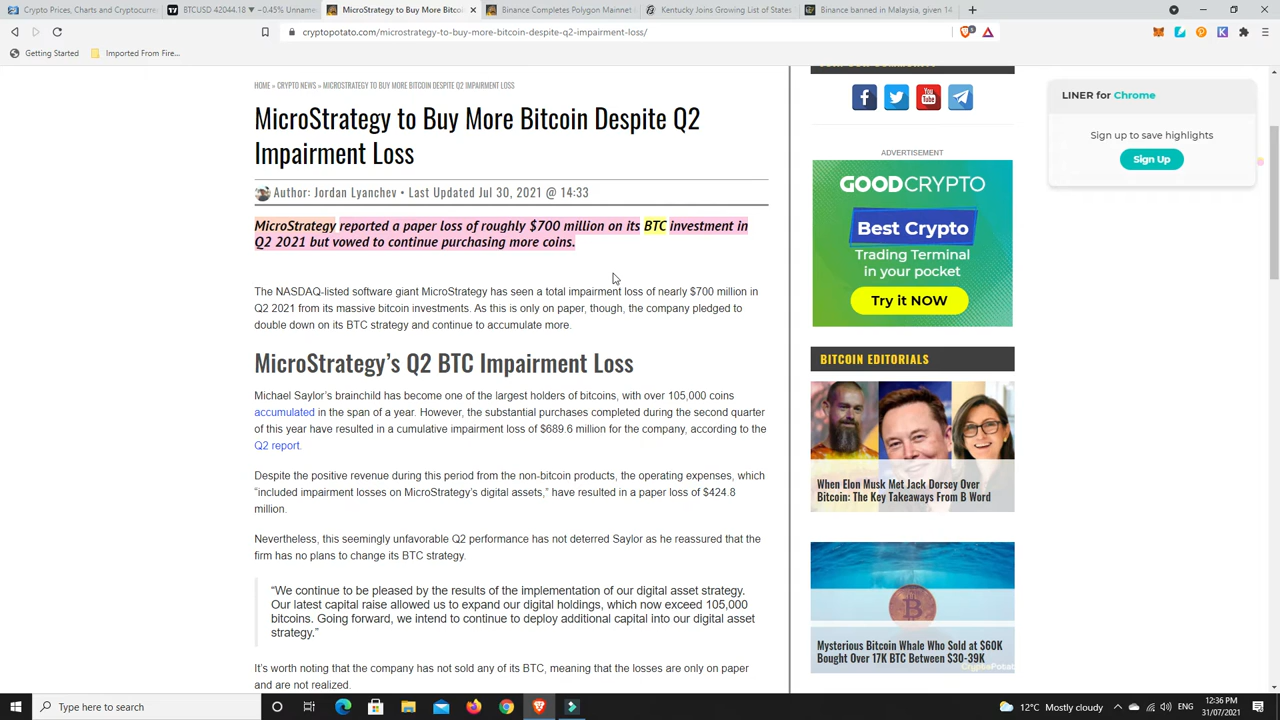 Crypto Prices, Charts and Cryptocurr
BTCUSD 42044.18 ▼ −0.45% Unname
MicroStrategy to Buy More Bitcoi
Binance Completes Polygon Mainnet
Kentucky Joins Growing List of States
Binance banned in Malaysia, given 14
cryptopotato.com/microstrategy-to-buy-more-bitcoin-despite-q2-impairment-loss/
Getting Started
Imported From Fire...
HOME » CRYPTO NEWS » MICROSTRATEGY TO BUY MORE BITCOIN DESPITE Q2 IMPAIRMENT LOSS
MicroStrategy to Buy More Bitcoin Despite Q2
Impairment Loss
Author: Jordan Lyanchev • Last Updated Jul 30, 2021 @ 14:33
MicroStrategy reported a paper loss of roughly $700 million on its BTC investment in
Q2 2021 but vowed to continue purchasing more coins.
The NASDAQ-listed software giant MicroStrategy has seen a total impairment loss of nearly $700 million in
Q2 2021 from its massive bitcoin investments. As this is only on paper, though, the company pledged to
double down on its BTC strategy and continue to accumulate more.
MicroStrategy’s Q2 BTC Impairment Loss
Michael Saylor’s brainchild has become one of the largest holders of bitcoins, with over 105,000 coins
accumulated in the span of a year. However, the substantial purchases completed during the second quarter
of this year have resulted in a cumulative impairment loss of $689.6 million for the company, according to the
Q2 report.
Despite the positive revenue during this period from the non-bitcoin products, the operating expenses, which
“included impairment losses on MicroStrategy’s digital assets,” have resulted in a paper loss of $424.8
million.
Nevertheless, this seemingly unfavorable Q2 performance has not deterred Saylor as he reassured that the
firm has no plans to change its BTC strategy.
“We continue to be pleased by the results of the implementation of our digital asset strategy.
Our latest capital raise allowed us to expand our digital holdings, which now exceed 105,000
bitcoins. Going forward, we intend to continue to deploy additional capital into our digital asset
strategy.”
It’s worth noting that the company has not sold any of its BTC, meaning that the losses are only on paper
and are not realized.
ADVERTISEMENT
GOODCRYPTO
Best Crypto
Trading Terminal
in your pocket
Try it NOW
BITCOIN EDITORIALS
When Elon Musk Met Jack Dorsey Over
Bitcoin: The Key Takeaways From B Word
Mysterious Bitcoin Whale Who Sold at $60K
Bought Over 17K BTC Between $30-39K
LINER for Chrome
Sign up to save highlights
Sign Up
Type here to search
12°C Mostly cloudy
ENG
12:36 PM
31/07/2021